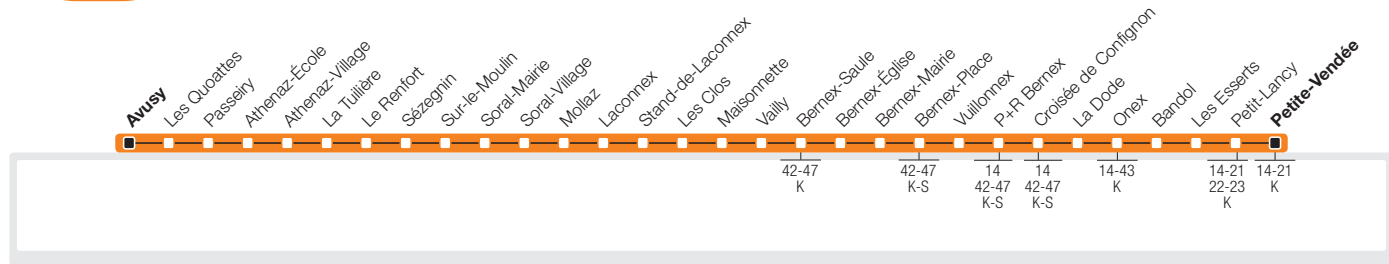 Avusy
Les Quoattes
Passeiry
Athenaz-École
Athenaz-Village
La Tuilière
Le Renfort
Sézegnin
Sur-le-Moulin
Soral-Mairie
Soral-Village
Mollaz
Laconnex
Stand-de-Laconnex
Les Clos
Maisonnette
Vailly
Bernex-Saule
Bernex-Église
Bernex-Mairie
Bernex-Place
Vuillonnex
P+R Bernex
Croisée de Confignon
La Dode
Onex
Bandol
Les Esserts
Petit-Lancy
Petite-Vendée
42-47
K
42-47
K-S
14
42-47
K-S
14
42-47
K-S
14-43
K
14-21
22-23
K
14-21
K